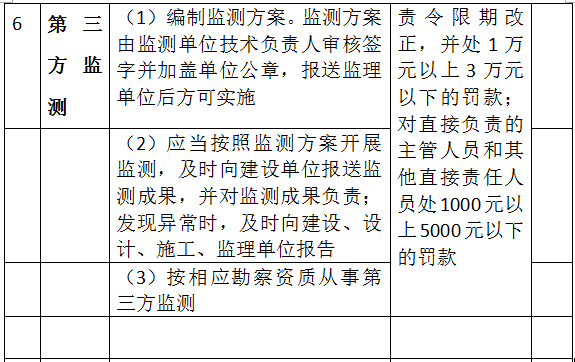 6
第三
方监
测
（1）编制监测方案。监测方案
由监测单位技术负责人审核签
字并加盖单位公章，报送监理
单位后方可实施
（2）应当按照监测方案开展
监测，及时向建设单位报送监
测成果，并对监测成果负责；
发现异常时，及时向建设、设
计、施工、监理单位报告
（3）按相应勘察资质从事第
三方监测
责令限期改
正，并处1万
元以上3万元
以下的罚款；
对直接负责的
主管人员和其
他直接责任人
员处1000元以
上5000元以下
的罚款